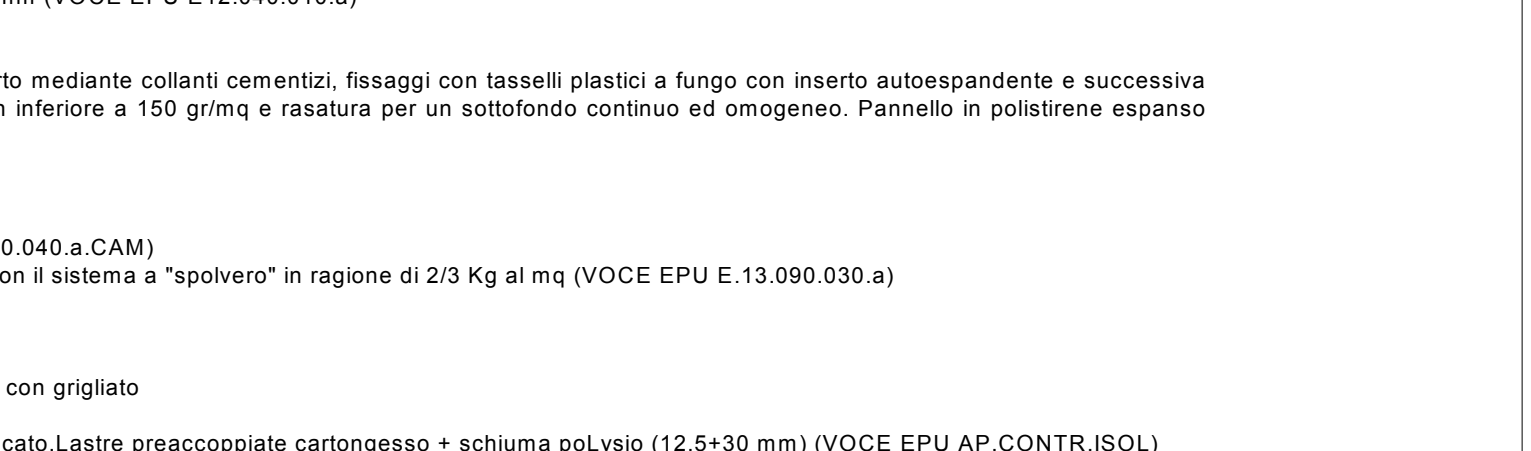 (VOCE EPU E12.040.010.a)
mediante collanti cementizi, fissaggi con tasselli plastici a fungo con inserto autoespandente e successiva
inferiore a 150 gr/mq e rasatura per un sottofondo continuo ed omogeneo. Pannello in polistirene espanso
0.040.a.CAM)
on il sistema a "spolvero" in ragione di 2/3 Kg al mq (VOCE EPU E.13.090.030.a)
con grigliato
cato.Lastre preaccoppiate cartongesso + schiuma poLysio (12.5+30 mm) (VOCE EPU AP.CONTR.ISOL)